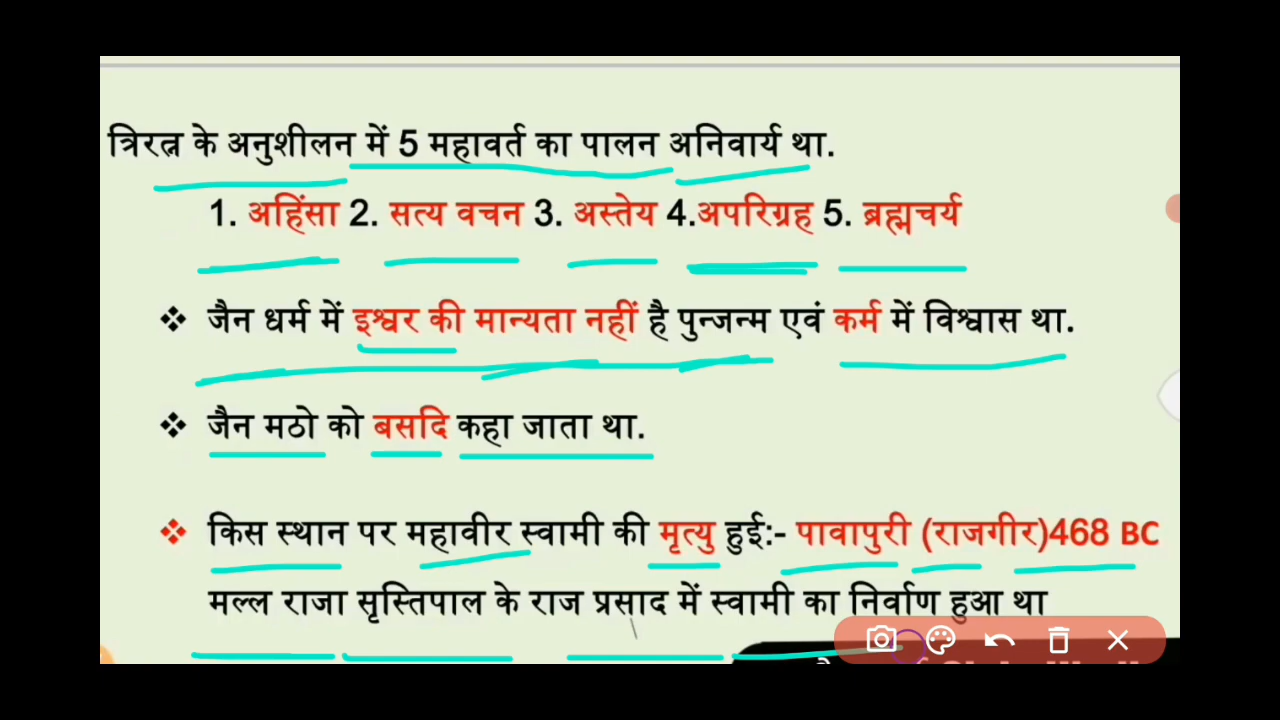 त्रिरत्न के अनुशीलन में 5 महावर्त का पालन अनिवार्य था.
1. अहिंसा 2. सत्य वचन 3. अस्तेय 4.अपरिग्रह 5. ब्रह्मचर्य
❖ जैन धर्म में इश्वर की मान्यता नहीं है पुन्जन्म एवं कर्म में विश्वास था.
❖ जैन मठो को बसदि कहा जाता था.
❖ किस स्थान पर महावीर स्वामी की मृत्यु हुई:- पावापुरी (राजगीर)468 BC
मल्ल राजा सृस्तिपाल के राज प्रसाद में स्वामी का निर्वाण हुआ था